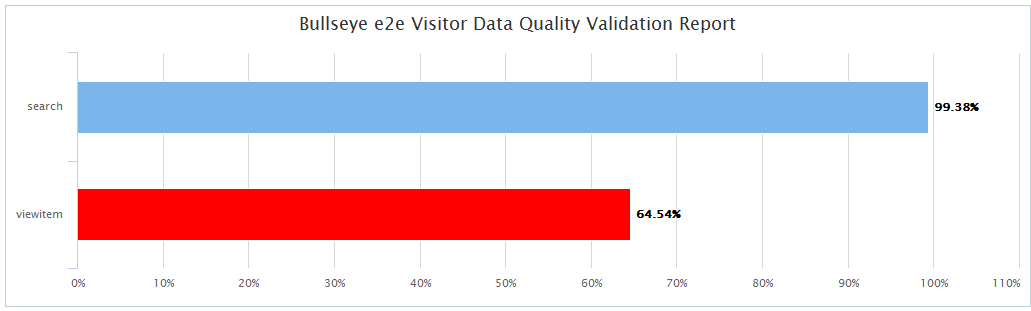 Bullseye e2e Visitor Data Quality Validation Report
search
99.38%
viewitem
64.54%
0% 10% 20% 30% 40% 50% 60% 70% 80% 90% 100% 110%